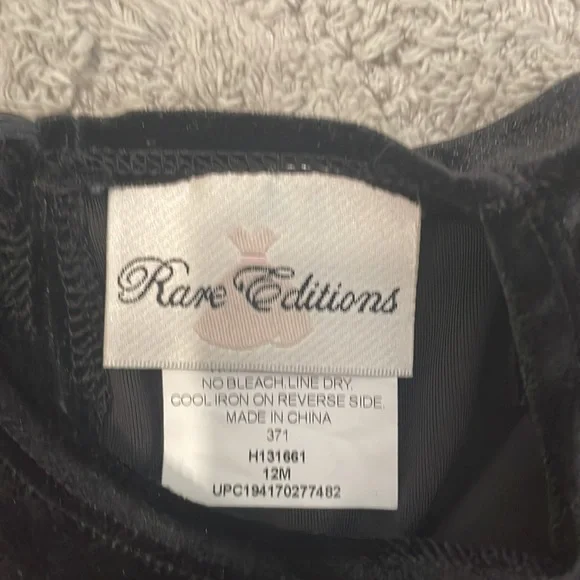 Rare Editions
NO BLEACH.LINE DRY.
COOL IRON ON REVERSE SIDE.
MADE IN CHINA
371
H131661
12M
UPC194170277482